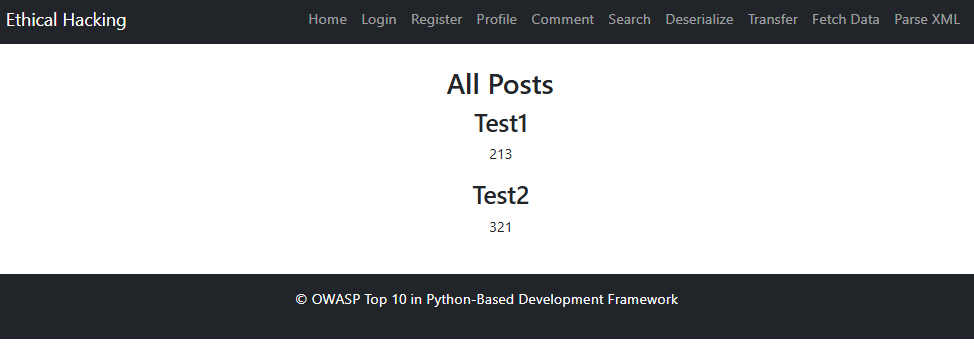 Ethical Hacking Home Login Register Profile Comment Search Deserialize Transfer Fetch Data Parse XML
All Posts
Test1
213
Test2
321
© OWASP Top 10 in Python-Based Development Framework